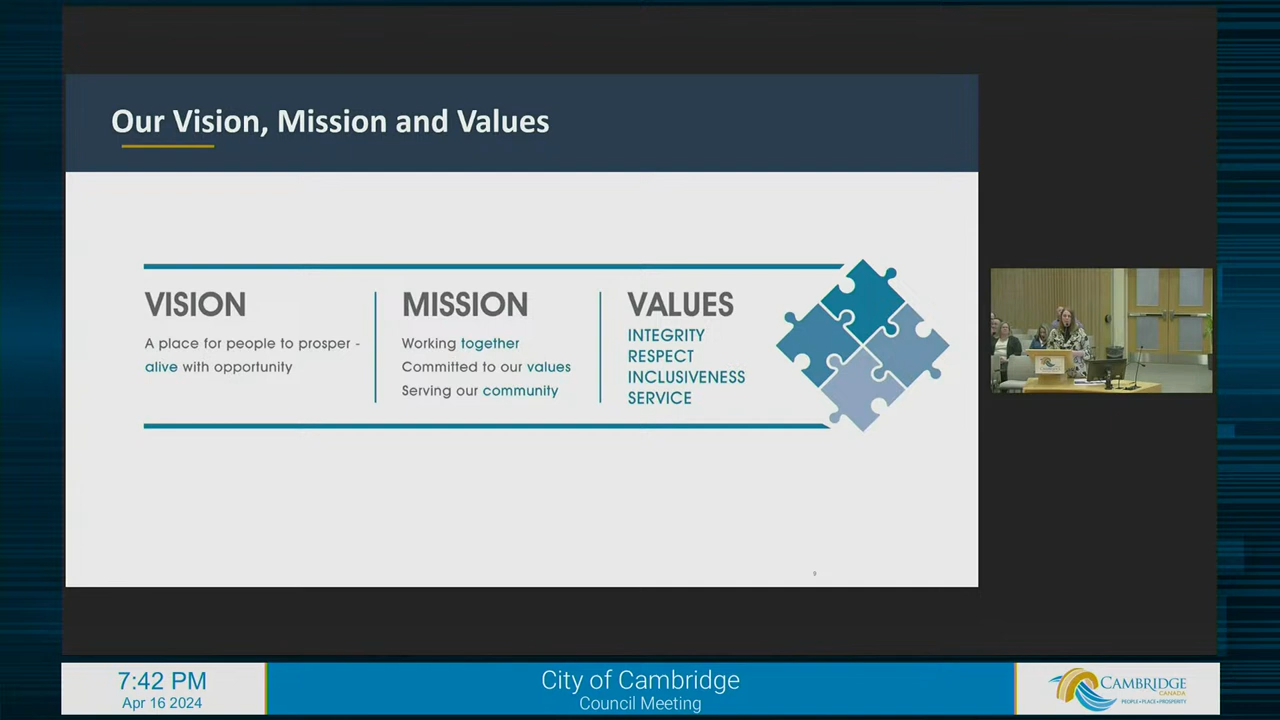 Our Vision, Mission and Values
VISION
A place for people to prosper -
alive with opportunity
MISSION
Working together
Committed to our values
Serving our community
VALUES
INTEGRITY
RESPECT
INCLUSIVENESS
SERVICE
9
7:42 PM
Apr 16 2024
City of Cambridge
Council Meeting
CAMBRIDGE
CANADA
PEOPLE • PLACE • PROSPERITY